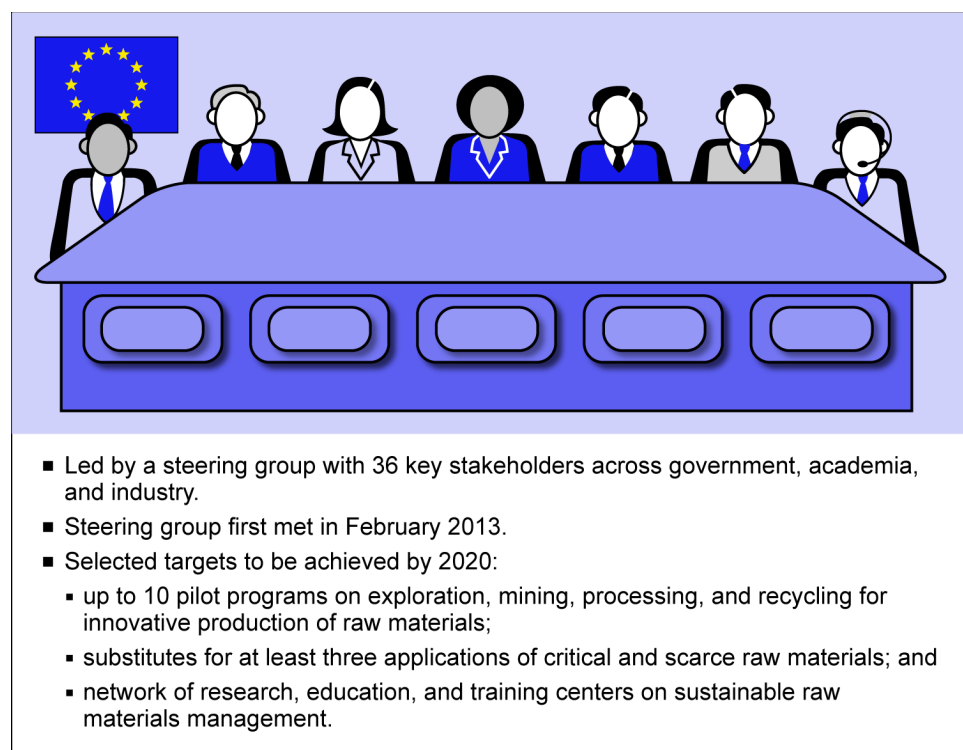 ■ Led by a steering group with 36 key stakeholders across government, academia,
and industry.
■ Steering group first met in February 2013.
■ Selected targets to be achieved by 2020:
▪ up to 10 pilot programs on exploration, mining, processing, and recycling for
innovative production of raw materials;
▪ substitutes for at least three applications of critical and scarce raw materials; and
▪ network of research, education, and training centers on sustainable raw
materials management.